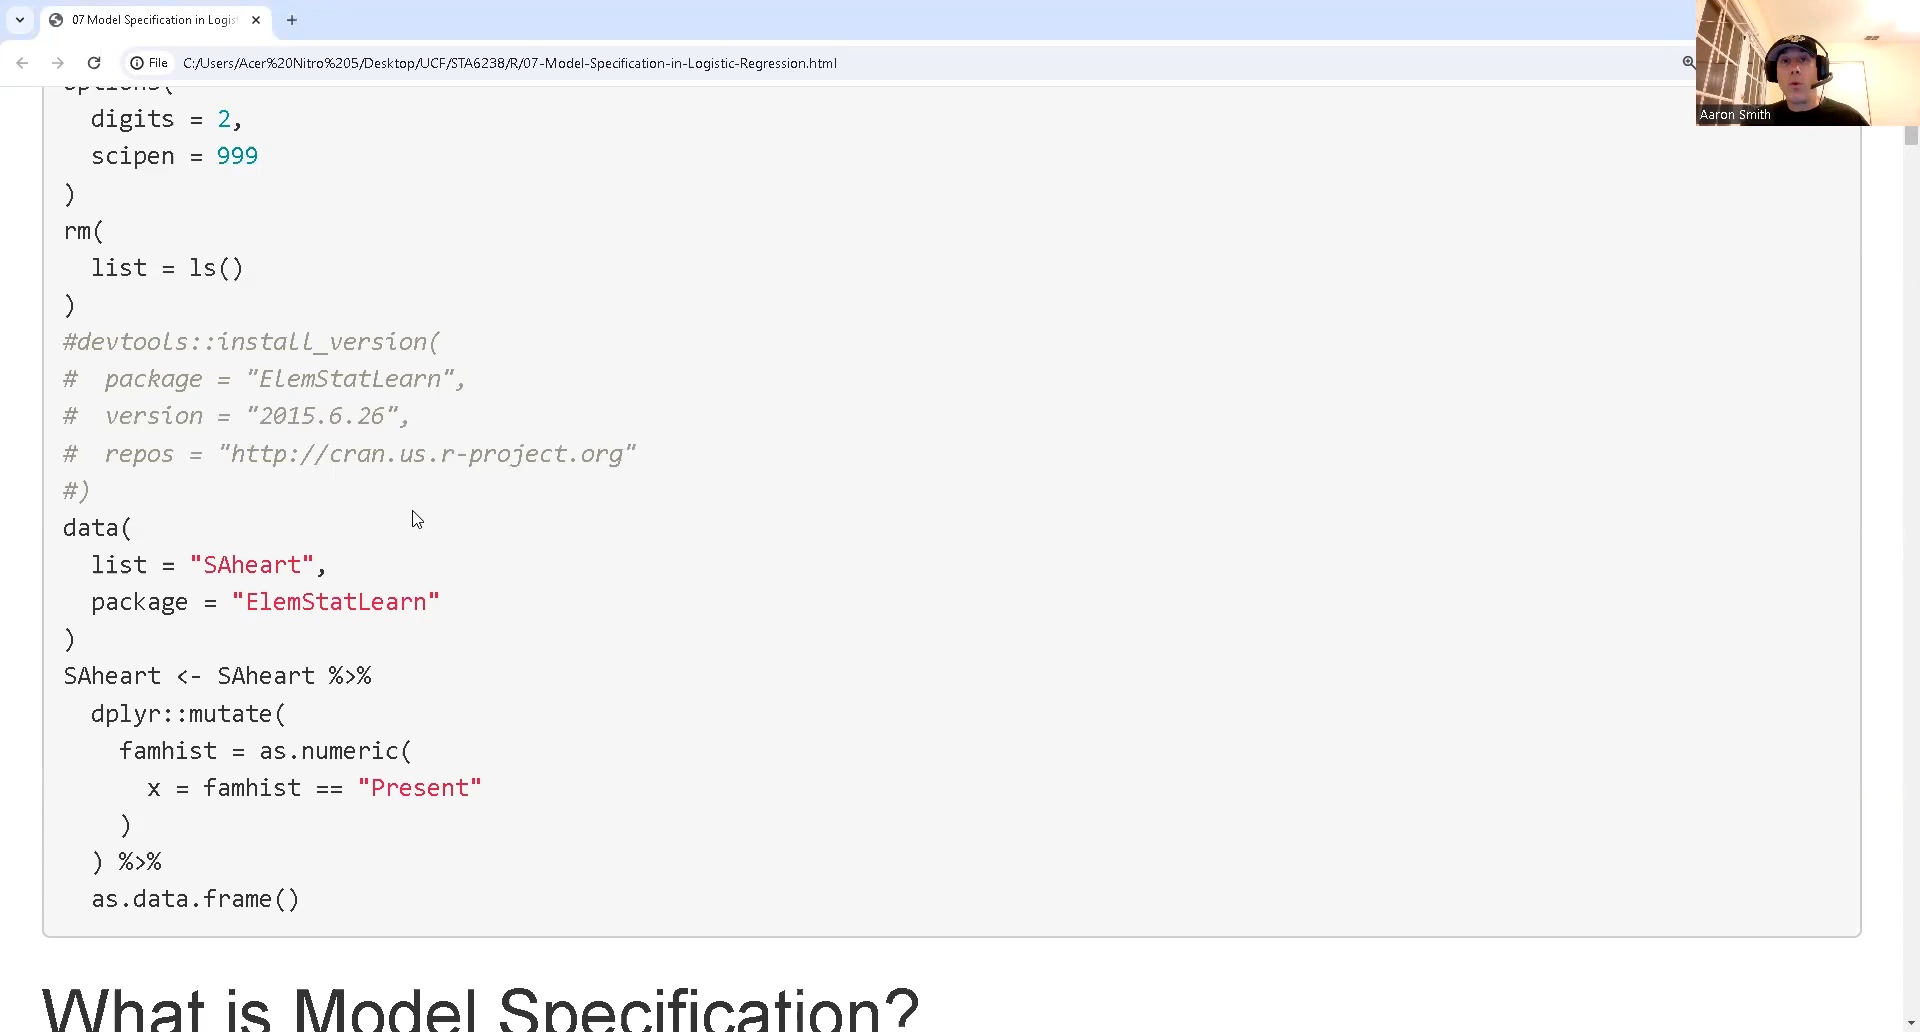 07 Model Specification in Logis
File
C:/Users/Acer%20Nitro%205/Desktop/UCF/STA6238/R/07-Model-Specification-in-Logistic-Regression.html
Aaron Smith
options(
digits = 2,
scipen = 999
)
rm(
list = ls()
)
#devtools::install_version(
#  package = "ElemStatLearn",
#  version = "2015.6.26",
#  repos = "http://cran.us.r-project.org"
#)
data(
list = "SAheart",
package = "ElemStatLearn"
)
SAheart <- SAheart %>%
dplyr::mutate(
famhist = as.numeric(
x = famhist == "Present"
)
) %>%
as.data.frame()
What is Model Specification?